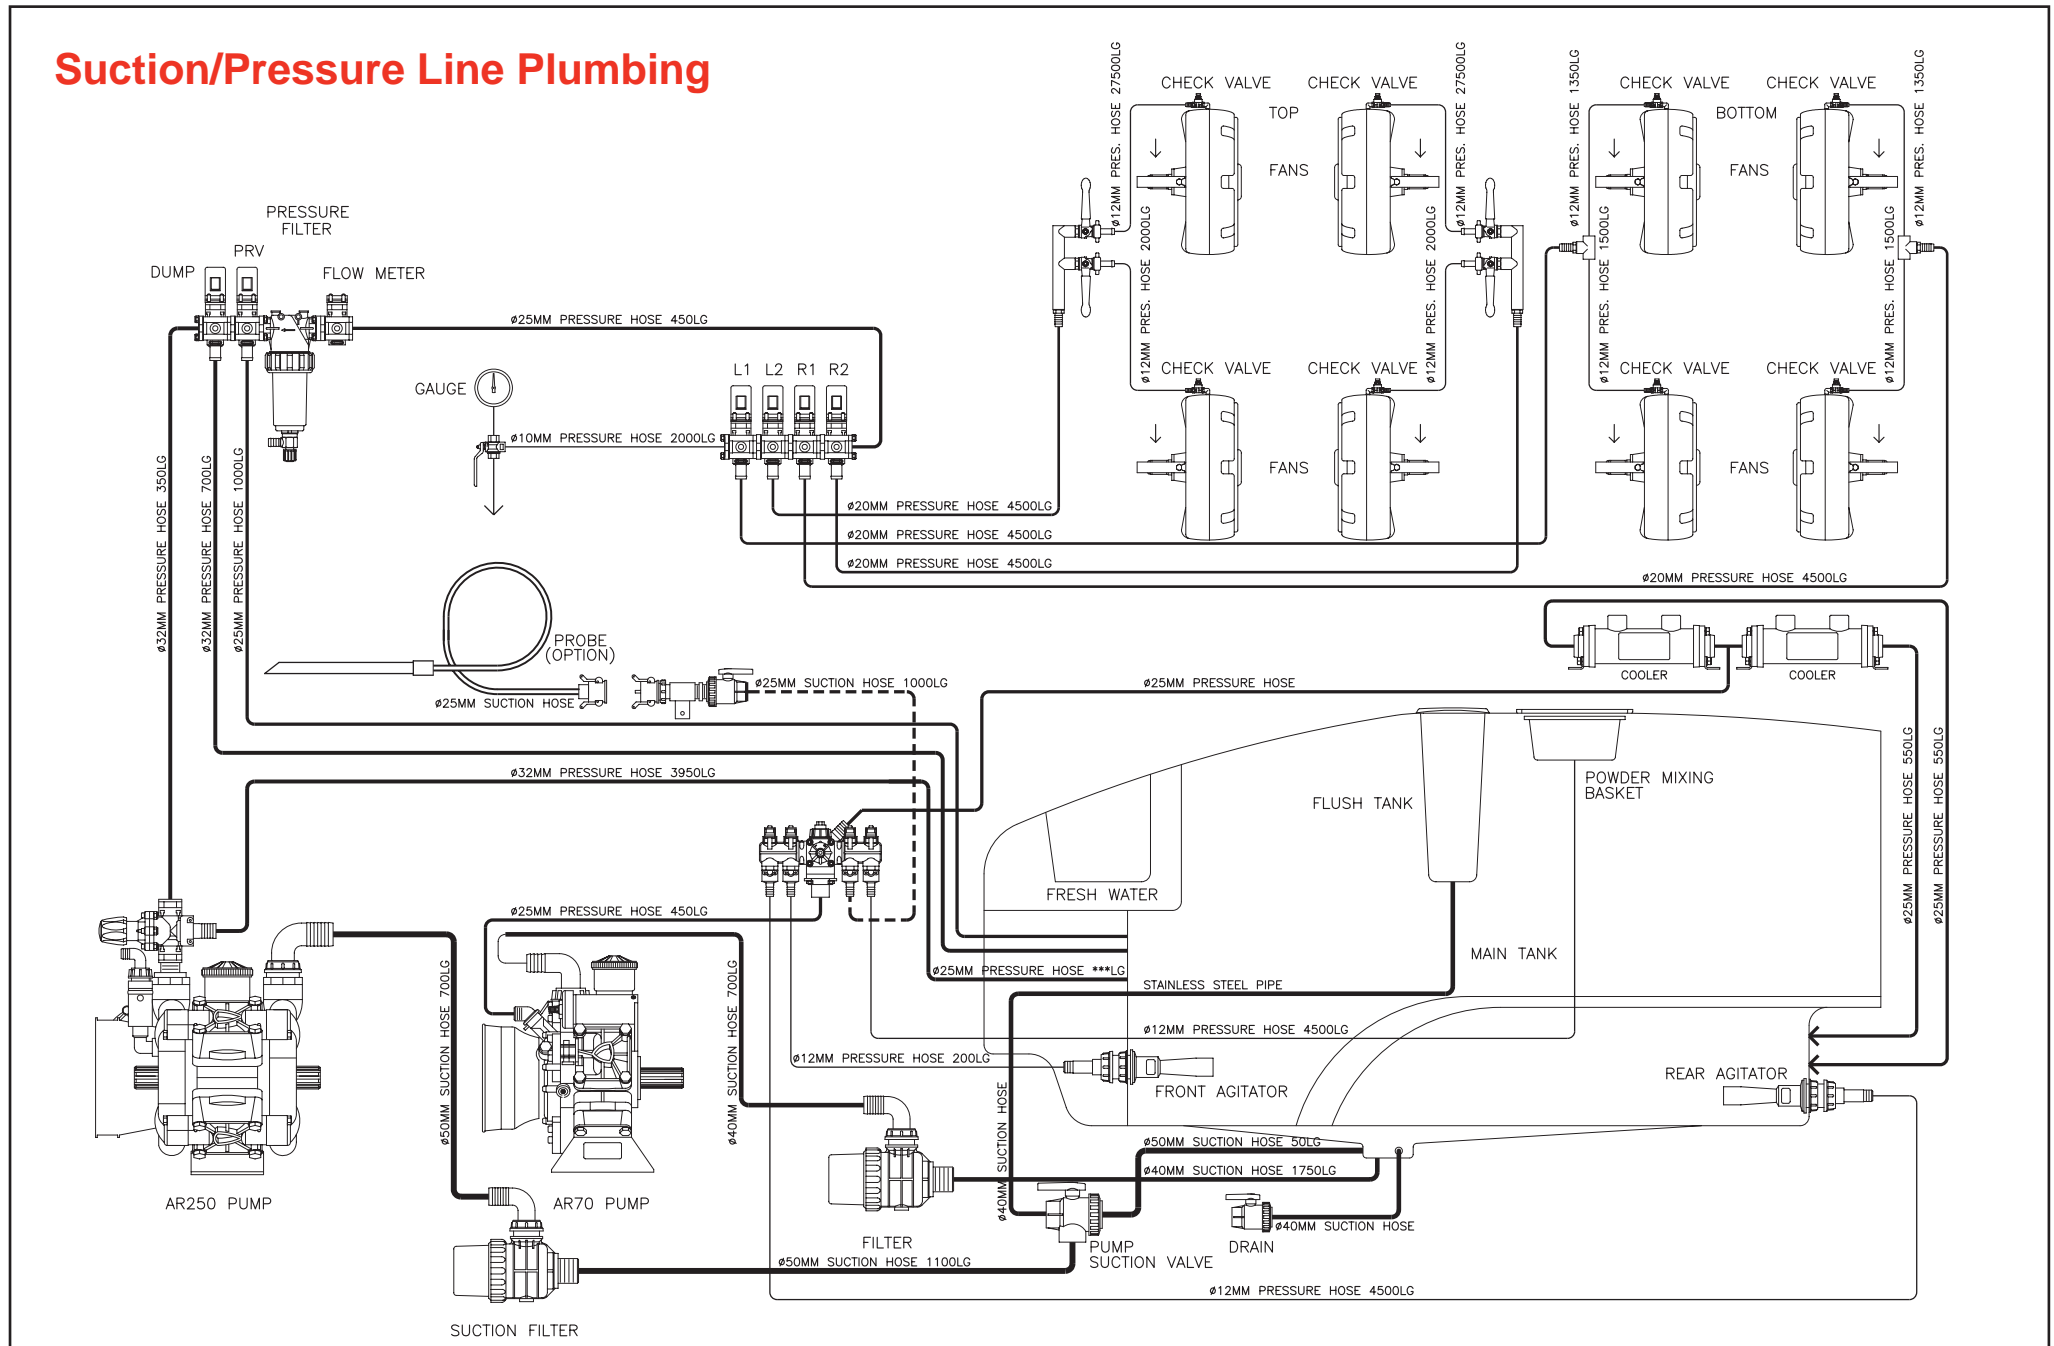 Suction/Pressure Line Plumbing
ø12MM PRES. HOSE 27500LG
CHECK VALVE
CHECK VALVE
ø12MM PRES. HOSE 27500LG
ø12MM PRES. HOSE 1350LG
CHECK VALVE
CHECK VALVE
ø12MM PRES. HOSE 1350LG
TOP
BOTTOM
FANS
FANS
PRESSURE
FILTER
PRV
DUMP
FLOW METER
ø12MM PRES. HOSE 2000LG
ø12MM PRES. HOSE 2000LG
ø12MM PRES. HOSE 1500LG
ø12MM PRES. HOSE 1500LG
ø25MM PRESSURE HOSE 450LG
L1
L2
R1
R2
CHECK VALVE
CHECK VALVE
CHECK VALVE
CHECK VALVE
GAUGE
ø10MM PRESSURE HOSE 2000LG
FANS
FANS
ø32MM PRESSURE HOSE 350LG
ø32MM PRESSURE HOSE 700LG
ø25MM PRESSURE HOSE 1000LG
ø20MM PRESSURE HOSE 4500LG
ø20MM PRESSURE HOSE 4500LG
ø20MM PRESSURE HOSE 4500LG
ø20MM PRESSURE HOSE 4500LG
PROBE
(OPTION)
COOLER
COOLER
ø25MM SUCTION HOSE 1000LG
ø25MM PRESSURE HOSE
ø25MM SUCTION HOSE
ø32MM PRESSURE HOSE 3950LG
FLUSH TANK
POWDER MIXING
BASKET
ø25MM PRESSURE HOSE 550LG
ø25MM PRESSURE HOSE 550LG
FRESH WATER
ø25MM PRESSURE HOSE 450LG
MAIN TANK
ø25MM PRESSURE HOSE ***LG
STAINLESS STEEL PIPE
ø50MM SUCTION HOSE 700LG
ø40MM SUCTION HOSE 700LG
ø12MM PRESSURE HOSE 4500LG
ø12MM PRESSURE HOSE 200LG
FRONT AGITATOR
REAR AGITATOR
ø40MM SUCTION HOSE
ø50MM SUCTION HOSE 50LG
ø40MM SUCTION HOSE 1750LG
AR250 PUMP
AR70 PUMP
ø40MM SUCTION HOSE
FILTER
PUMP
SUCTION VALVE
DRAIN
ø50MM SUCTION HOSE 1100LG
ø12MM PRESSURE HOSE 4500LG
SUCTION FILTER